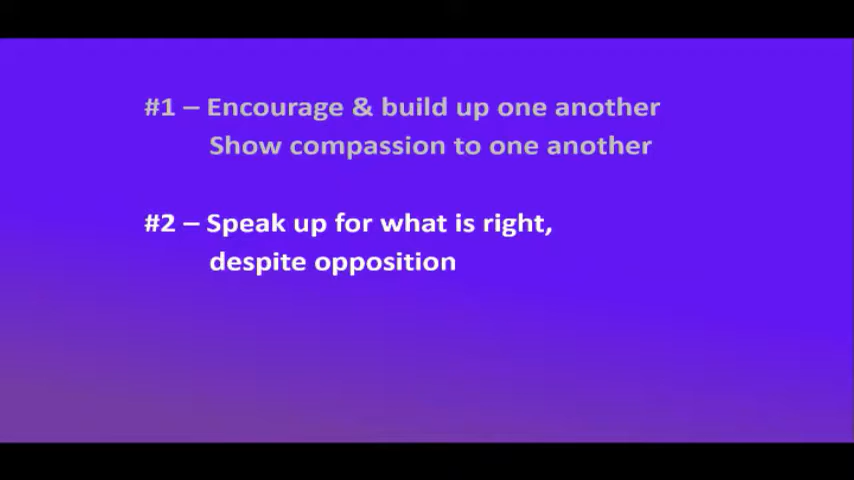 #1 – Encourage & build up one another
Show compassion to one another
#2 – Speak up for what is right,
despite opposition